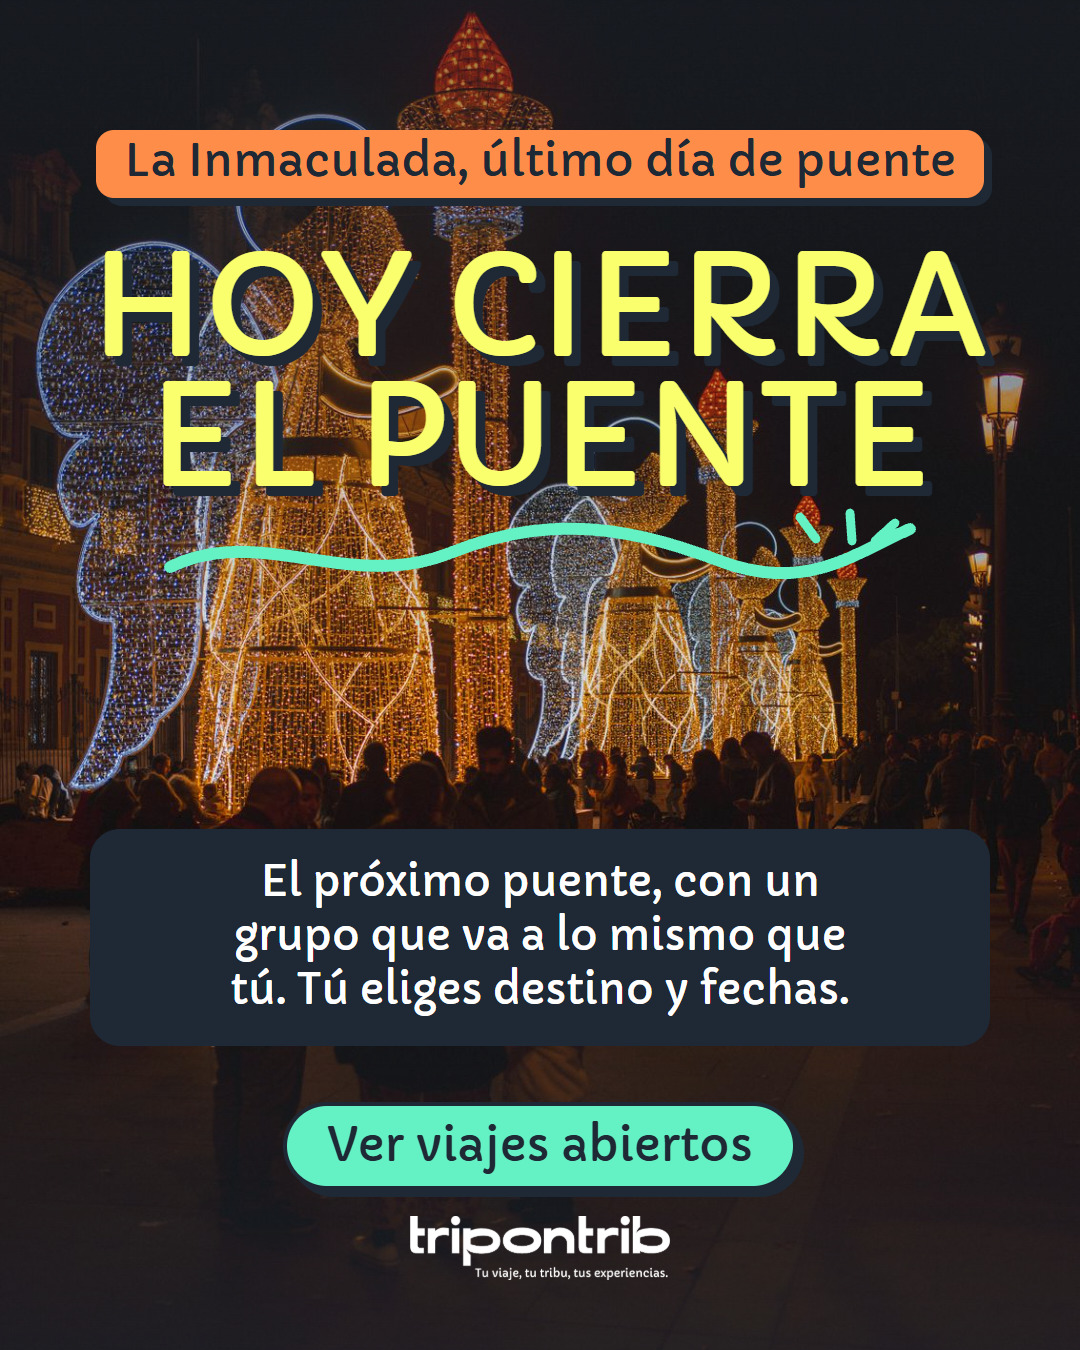 La Inmaculada, último día de puente
HOY CIERRA
EL PUENTE
El próximo puente, con un
grupo que va a lo mismo que
tú. Tú eliges destino y fechas.
Ver viajes abiertos
tripontrib
Tu viaje, tu tribu, tus experiencias.